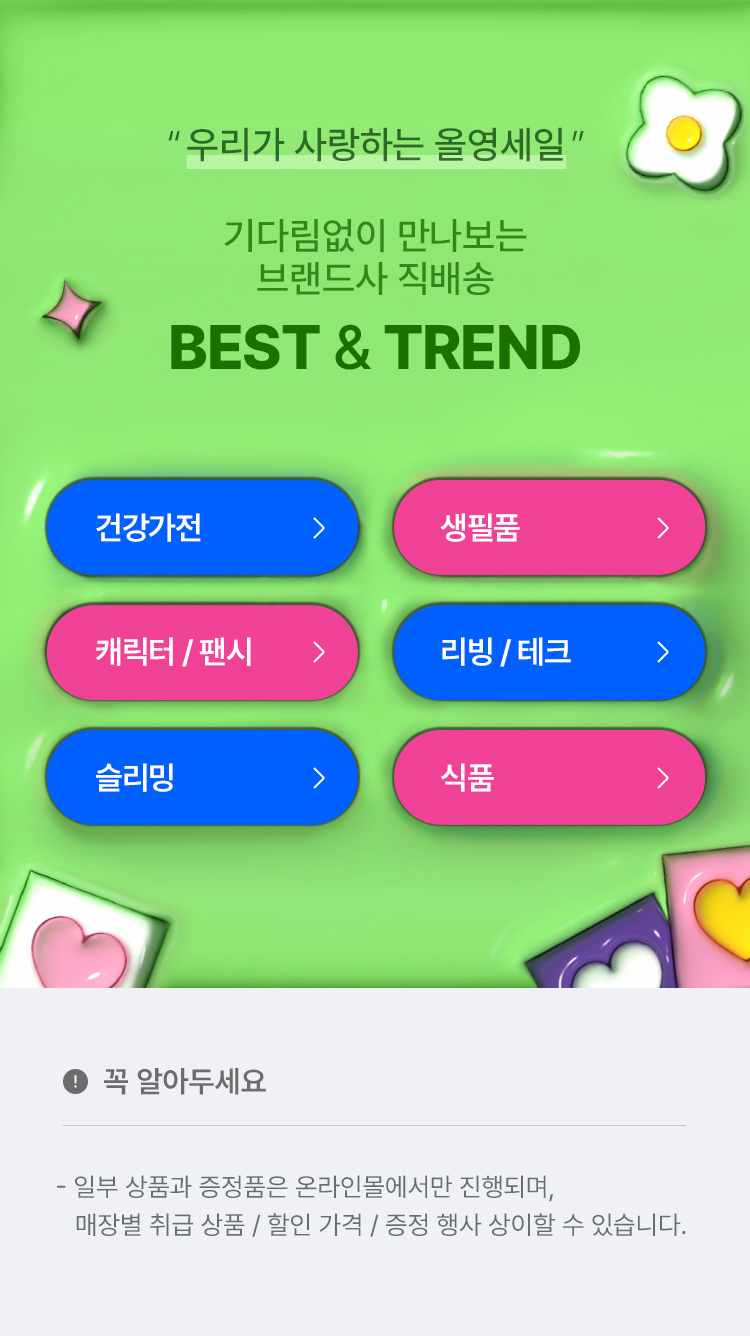 “우리가 사랑하는 올영세일”
기다림없이 만나보는
브랜드사 직배송
BEST & TREND
건강가전
생필품
캐릭터 / 팬시
리빙 / 테크
슬리밍
식품
꼭 알아두세요
- 일부 상품과 증정품은 온라인몰에서만 진행되며,
매장별 취급 상품 / 할인 가격 / 증정 행사 상이할 수 있습니다.